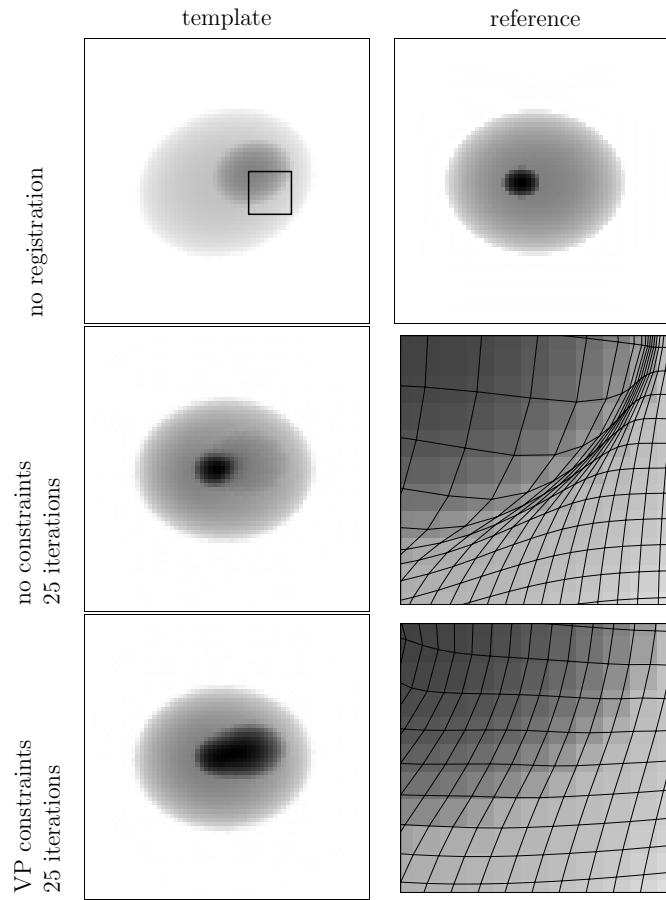 template
reference
no registration
no constraints
25 iterations
VP constraints
25 iterations